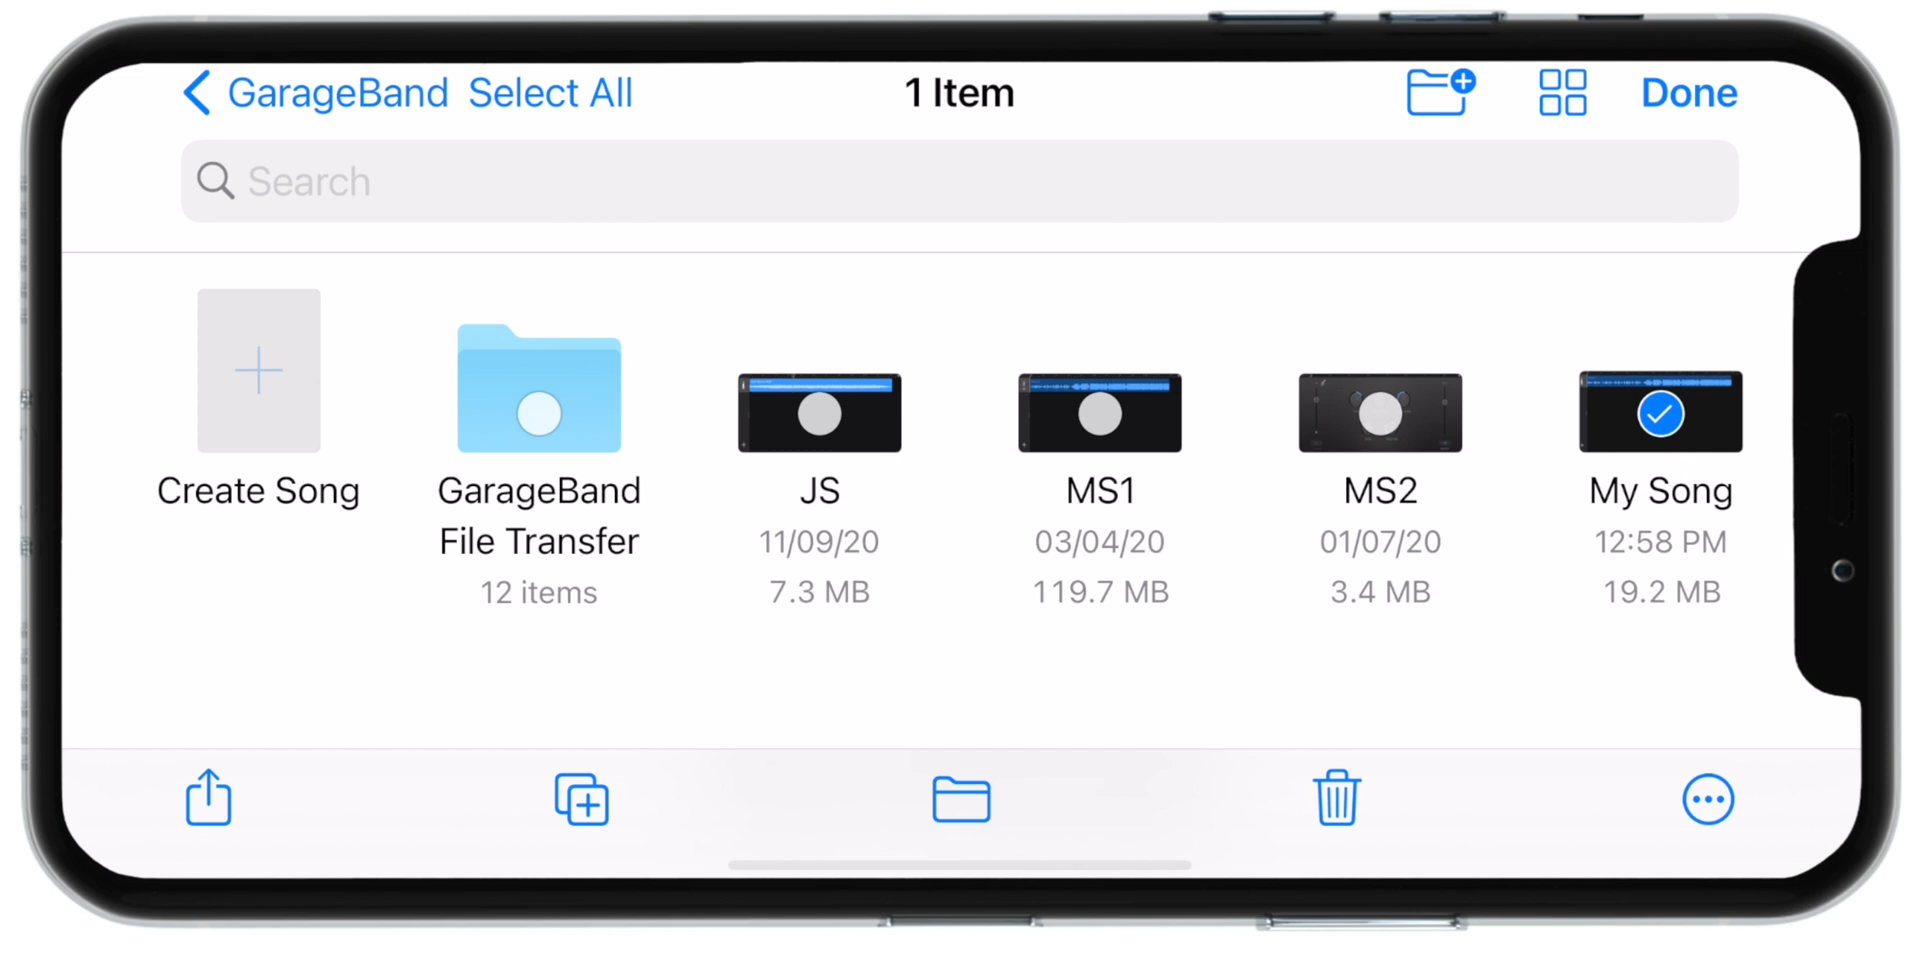 GarageBand Select All 1 Item Done
Search
Create Song
GarageBand
File Transfer
12 items
JS
11/09/20
7.3 MB
MS1
03/04/20
119.7 MB
MS2
01/07/20
3.4 MB
My Song
12:58 PM
19.2 MB